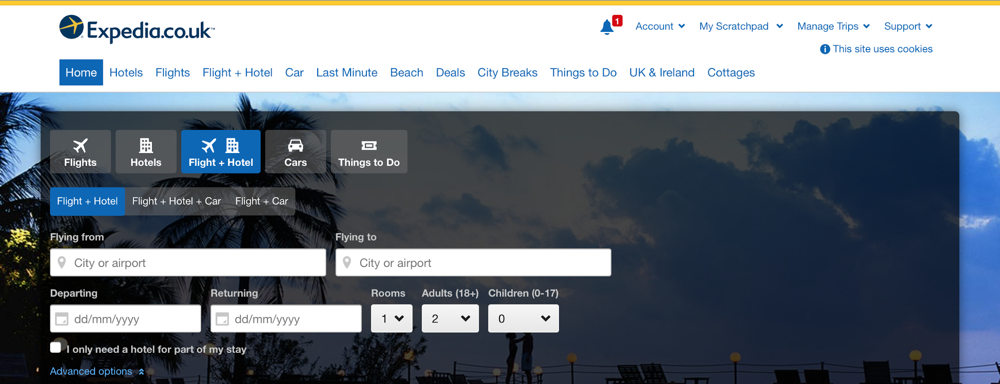 Expedia.co.uk™
1
Account
My Scratchpad
Manage Trips
Support
This site uses cookies
Home Hotels Flights Flight + Hotel Car Last Minute Beach Deals City Breaks Things to Do UK & Ireland Cottages
Flights Hotels Flight + Hotel Cars Things to Do
Flight + Hotel Flight + Hotel + Car Flight + Car
Flying from Flying to
City or airport City or airport
Departing Returning Rooms Adults (18+) Children (0-17)
dd/mm/yyyy dd/mm/yyyy 1 2 0
I only need a hotel for part of my stay
Advanced options